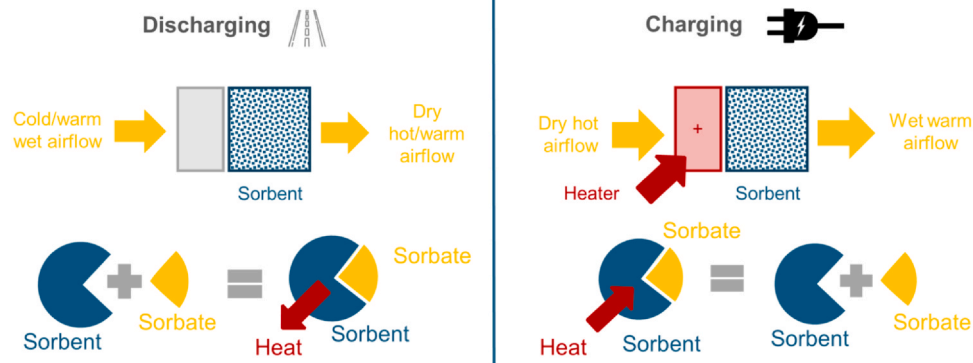 Discharging
Cold/warm
wet airflow
Dry
hot/warm
airflow
Sorbent
Sorbate
Sorbate
Sorbent
Sorbent
Heat
Charging
Dry hot
airflow
+
Wet warm
airflow
Heater
Sorbent
Sorbate
Heat
Sorbent
Sorbent
Sorbate